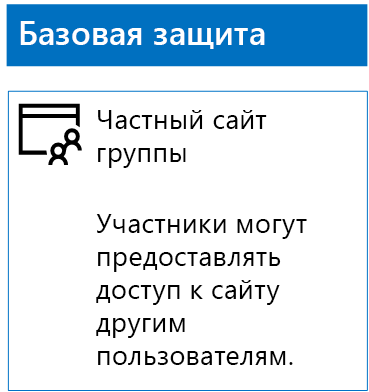 Базовая защита
Частный сайт
группы
Участники могут
предоставлять
доступ к сайту
другим
пользователям.